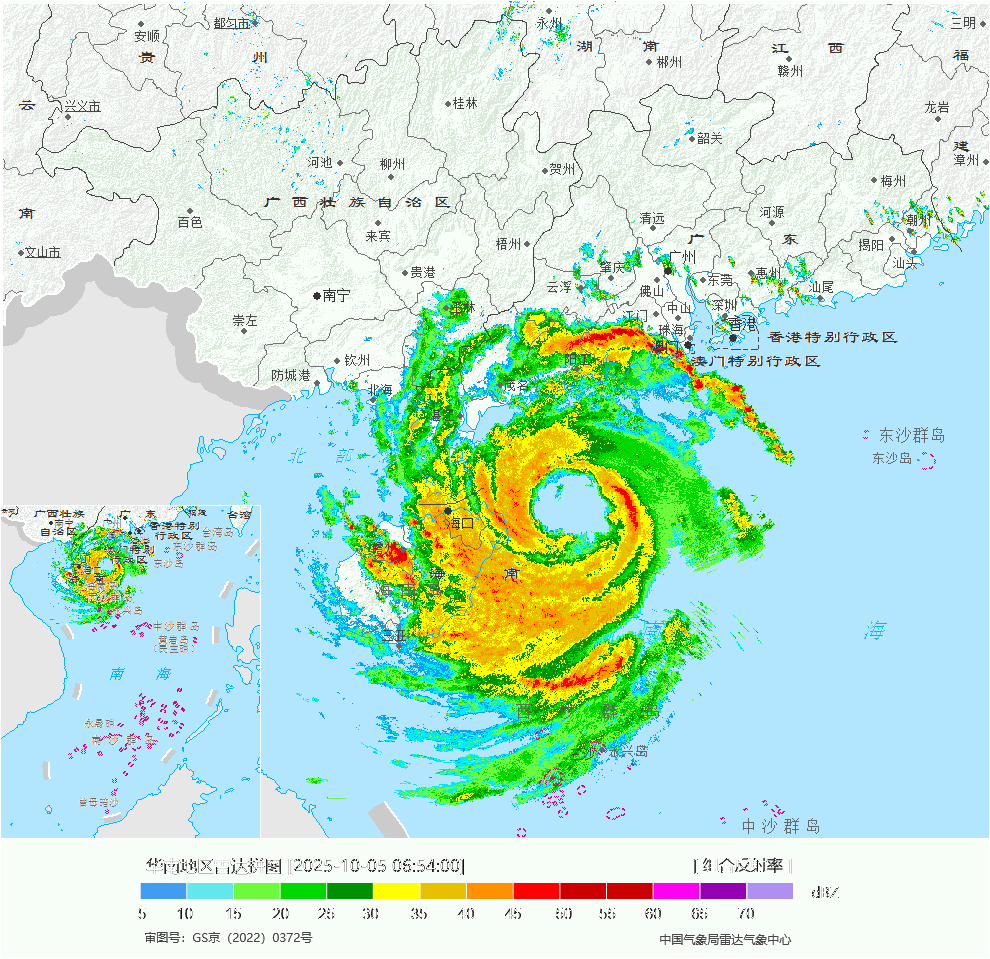 永州
三明
安顺
都匀市
贵 州
湖 南
江 西
福
郴州
赣州
云
兴义市
桂林
龙岩
韶关
建
河池
柳州
贺州
漳州
梅州
广西壮族自治区
南
百色
清远
河源
潮州
来宾
梧州
广 东
揭阳
文山市
广州
汕头
贵港
肇庆
惠州
云浮
东莞
佛山
汕尾
南宁
江门
中山
深圳
崇左
珠海
香港
香港特别行政区
钦州
澳门特别行政区
防城港
茂名
北海
东沙群岛
北 部
东沙岛
海口
海 南
三亚
南 海
中沙群岛
广西壮族
自治区
广 东
香港特别
行政区
台湾
台湾岛
东沙群岛
东沙岛
中沙群岛
黄岩岛
南 海
永暑礁
南沙群岛
曾母暗沙
华南地区雷达拼图 [2025-10-05 06:54:00]
[ 组合反射率 ]
dBZ
5 10 15 20 25 30 35 40 45 50 55 60 65 70
审图号：GS京（2022）0372号
中国气象局雷达气象中心